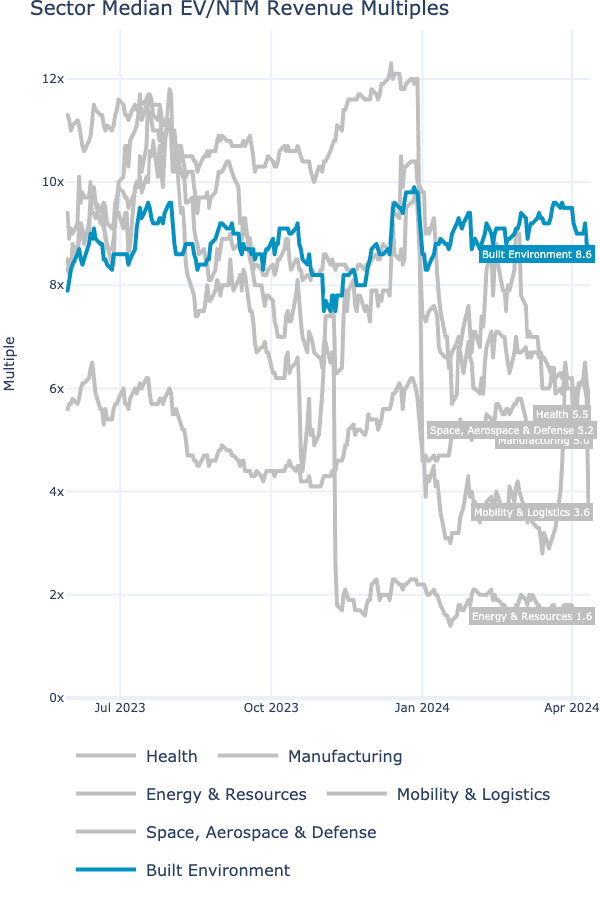 Sector Median EV/NTM Revenue Multiples
12x
10x
8x
6x
4x
2x
0x
Multiple
Built Environment 8.6
Health 5.5
Space, Aerospace & Defense 5.2
Manufacturing 5.0
Mobility & Logistics 3.6
Energy & Resources 1.6
Jul 2023
Oct 2023
Jan 2024
Apr 2024
Health
Manufacturing
Energy & Resources
Mobility & Logistics
Space, Aerospace & Defense
Built Environment